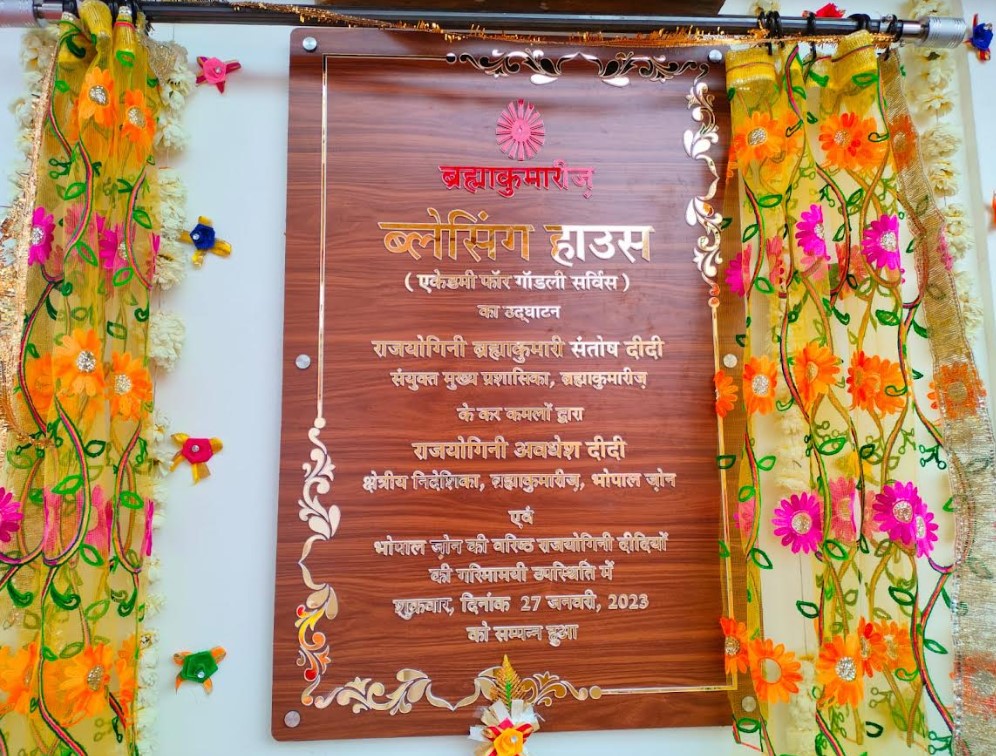 ब्रह्माकुमारीज़
ब्लेसिंग हाउस
( एकेडमी फॉर गॉडली सर्विस )
का उद्घाटन
राजयोगिनी ब्रह्माकुमारी संतोष दीदी
संयुक्त मुख्य प्रशासिका, ब्रह्माकुमारीज़
के कर कमलों द्वारा
राजयोगिनी अवधेश दीदी
क्षेत्रीय निदेशिका, ब्रह्माकुमारीज़, भोपाल ज़ोन
एवं
भोपाल ज़ोन की वरिष्ठ राजयोगिनी दीदियों
की गरिमामयी उपस्थिति में
शुक्रवार, दिनांक 27 जनवरी, 2023
को सम्पन्न हुआ